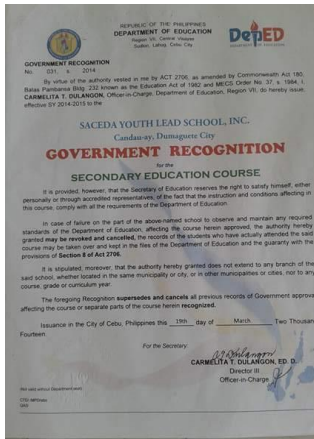 REPUBLIC OF THE PHILIPPINES
DEPARTMENT OF EDUCATION
Region VII, Central Visayas
Sudlon, Lahug, Cebu City
DepED
DEPARTMENT OF EDUCATION
GOVERNMENT RECOGNITION
No. 031, s. 2014
By virtue of the authority vested in me by ACT 2706, as amended by Commonwealth Act 180,
Batas Pambansa Bldg. 232 known as the Education Act of 1982 and MECS Order No. 37, s. 1984, I,
CARMELITA T. DULANGON, Officer-in-Charge, Department of Education, Region VII, do hereby issue,
effective SY 2014-2015 to the
SACEDA YOUTH LEAD SCHOOL, INC.
Candau-ay, Dumaguete City
GOVERNMENT RECOGNITION
for the
SECONDARY EDUCATION COURSE
It is provided, however, that the Secretary of Education reserves the right to satisfy himself, either
personally or through accredited representatives, of the fact that the instruction and conditions affecting in
this course, comply with all the requirements of the Department of Education.
In case of failure on the part of the above-named school to observe and maintain any required
standards of the Department of Education, affecting the course herein approved, the authority hereby
granted may be revoked and cancelled, the records of the students who have actually attended the said
course may be taken over and kept in the files of the Department of Education and the guaranty with the
provisions of Section 8 of Act 2706.
It is stipulated, moreover, that the authority hereby granted does not extend to any branch of the
said school, whether located in the same municipality or city, or in other municipalities or cities, nor to any
course, grade or curriculum year.
The foregoing Recognition supersedes and cancels all previous records of Government approval
affecting the course or separate parts of the course herein recognized.
Issuance in the City of Cebu, Philippines this 19th day of March Two Thousand
Fourteen.
For the Secretary:
CARMELITA T. DULANGON, ED. D.
Director III
Officer-in-Charge